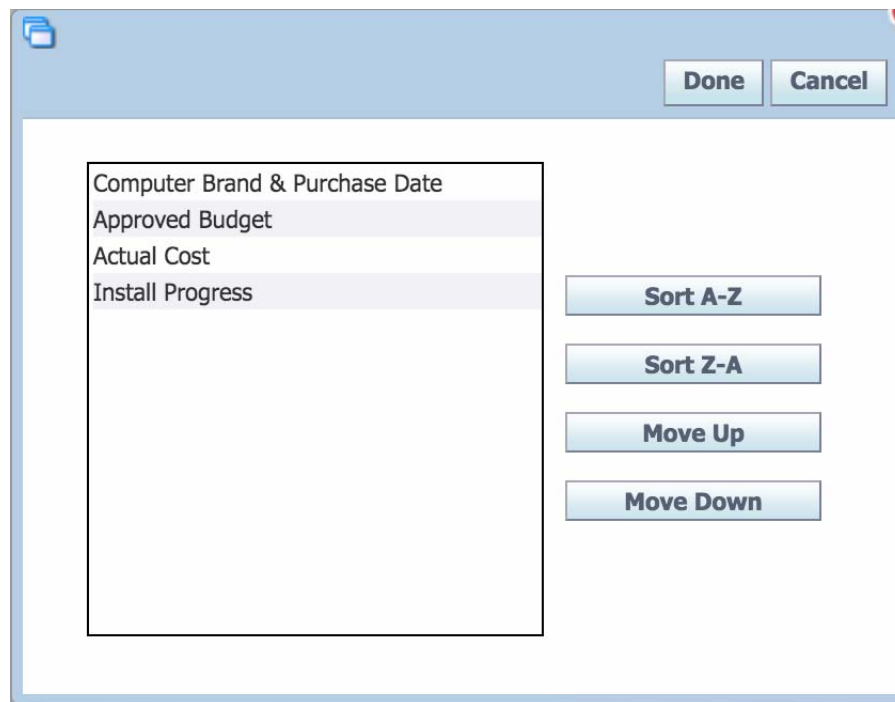 Done Cancel
Computer Brand & Purchase Date
Approved Budget
Actual Cost
Install Progress
Sort A-Z
Sort Z-A
Move Up
Move Down